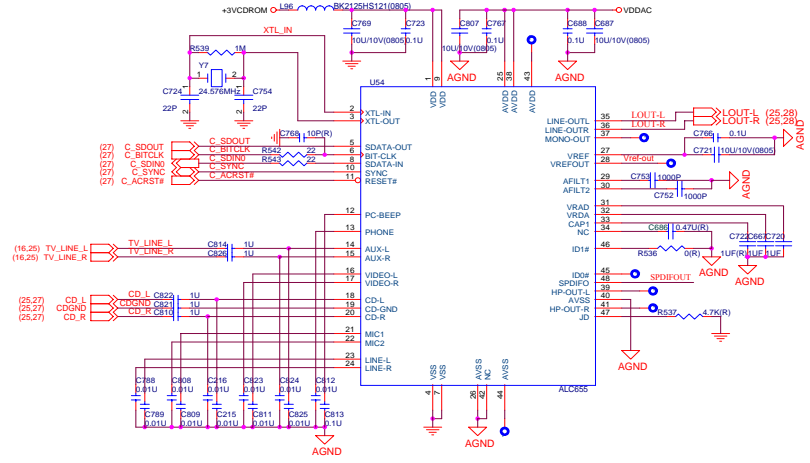 +3VCDROM L96 BK2125HS121(0805) VDDAC
XTL_IN
C769 C723 C807 C767 C688 C687
10U/10V(0805) 0.1U 10U/10V(0805) 0.1U 0.1U 10U/10V(0805)
R539 1M
AGND AGND
Y7
1 2
C724 24.576MHz C754
22P 22P
U54
1 9 25 38 43
VDD VDD AVDD AVDD AVDD
2 XTL-IN
3 XTL-OUT
C768 10P(R)
(27) C_SDOUT C_SDOUT 5 SDATA-OUT
(27) C_BITCLK C_BITCLK R542 22 6 BIT-CLK
(27) C_SDIN0 C_SDIN0 R543 22 8 SDATA-IN
(27) C_SYNC C_SYNC 10 SYNC
(27) C_ACRST# C_ACRST# 11 RESET#
12 PC-BEEP
13 PHONE
(16,25) TV_LINE_L TV_LINE_L C814 1U 14 AUX-L
(16,25) TV_LINE_R TV_LINE_R C826 1U 15 AUX-R
16 VIDEO-L
17 VIDEO-R
(25,27) CD_L CD_L C822 1U 18 CD-L
(25,27) CDGND CDGND C821 1U 19 CD-GND
(25,27) CD_R CD_R C810 1U 20 CD-R
21 MIC1
22 MIC2
23 LINE-L
24 LINE-R
LINE-OUTL 35 LOUT-L LOUT-L (25,28)
LINE-OUTR 36 LOUT-R LOUT-R (25,28)
MONO-OUT 37
C766 0.1U
VREF 27 C721 10U/10V(0805)
VREFOUT 28 Vref-out
AGND
AFILT1 29 C753 1000P
AFILT2 30 C752 1000P
AGND
VRAD 31
VRDA 32
CAP1 33
NC 34 C686 0.47U(R)
C722 C667 C720
1UF(R) 1UF 1UF
ID1# 46 R536 0(R)
AGND
AGND
ID0# 45
SPDIFO 48 SPDIFOUT
HP-OUT-L 39
AVSS 40
HP-OUT-R 41
JD 47 R537 4.7K(R)
AGND
VSS VSS AVSS NC AVSS
4 7 26 42 44
ALC655
AGND
C788 C808 C216 C823 C824 C812
0.01U 0.01U 0.01U 0.01U 0.01U 0.01U
C789 C809 C215 C811 C825 C813
0.01U 0.01U 0.01U 0.01U 0.01U 0.1U
AGND